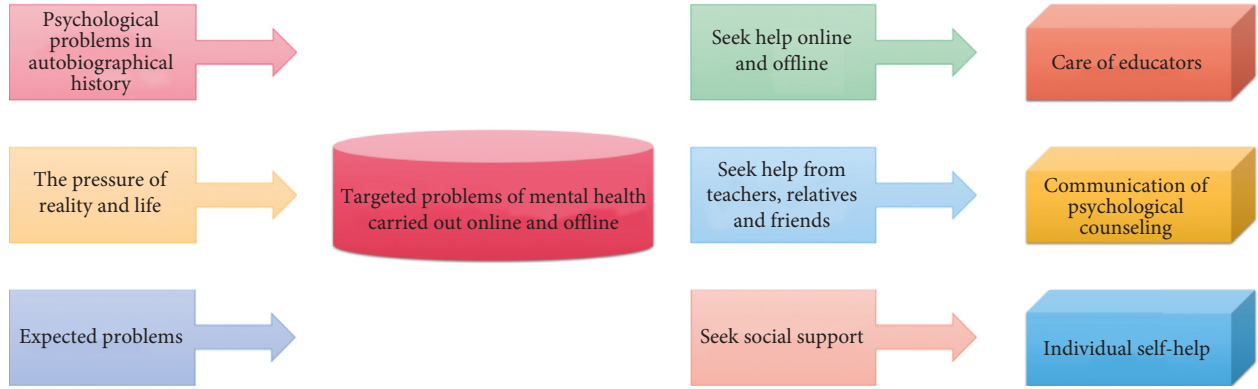 Psychological
problems in
autobiographical
history
The pressure of
reality and life
Expected problems
Targeted problems of mental health
carried out online and offline
Seek help online
and offline
Seek help from
teachers, relatives
and friends
Seek social support
Care of educators
Communication of
psychological
counseling
Individual self-help